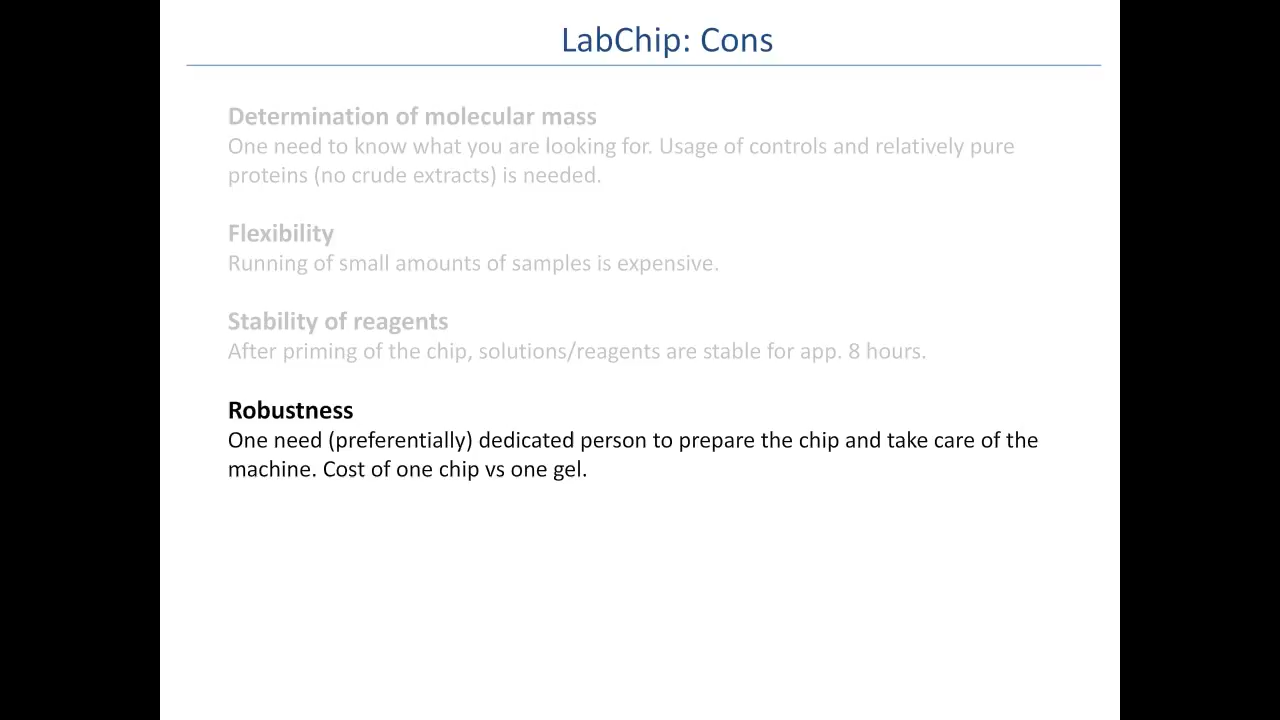 LabChip: Cons
Determination of molecular mass
One need to know what you are looking for. Usage of controls and relatively pure
proteins (no crude extracts) is needed.
Flexibility
Running of small amounts of samples is expensive.
Stability of reagents
After priming of the chip, solutions/reagents are stable for app. 8 hours.
Robustness
One need (preferentially) dedicated person to prepare the chip and take care of the
machine. Cost of one chip vs one gel.